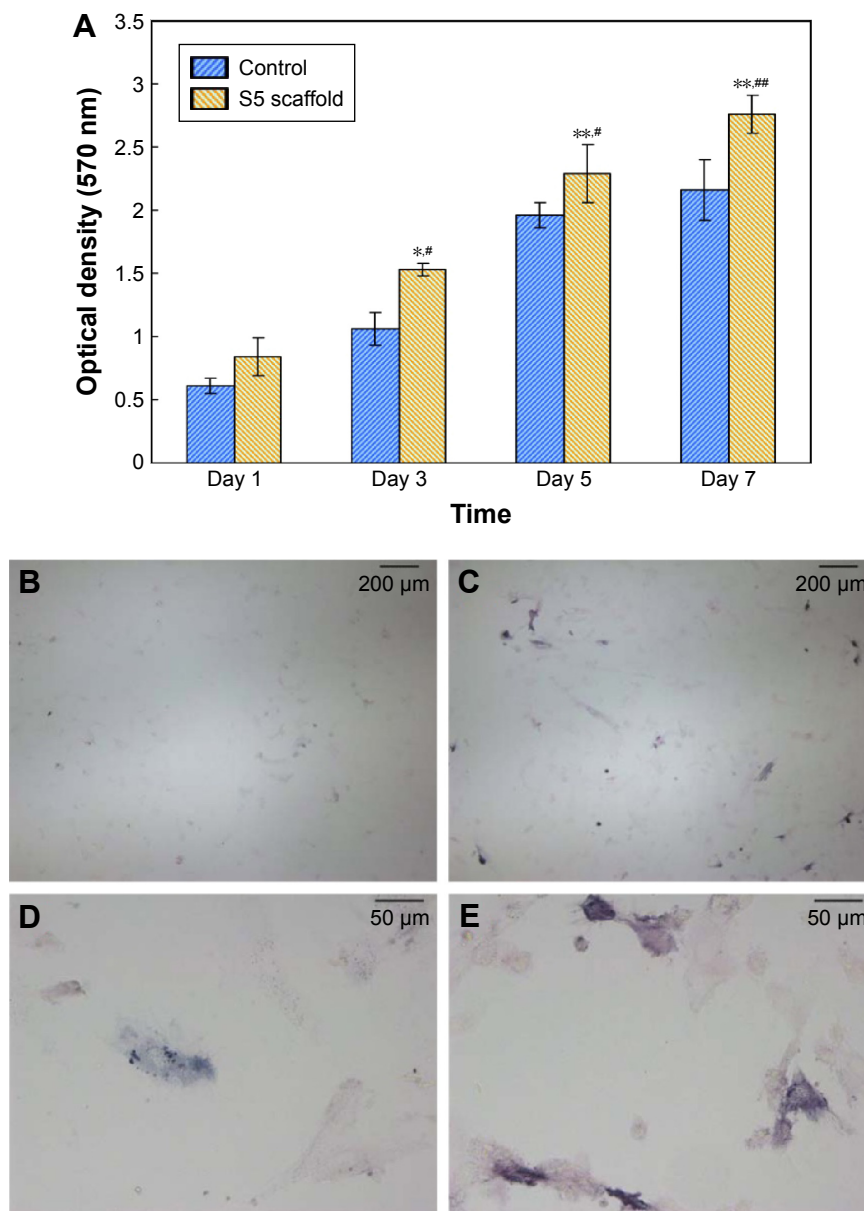 A
3.5
3
2.5
2
1.5
1
0.5
0
Optical density (570 nm)
Control
S5 scaffold
*,#
**,#
**,##
Day 1
Day 3
Day 5
Day 7
Time
B
200 µm
C
200 µm
D
50 µm
E
50 µm